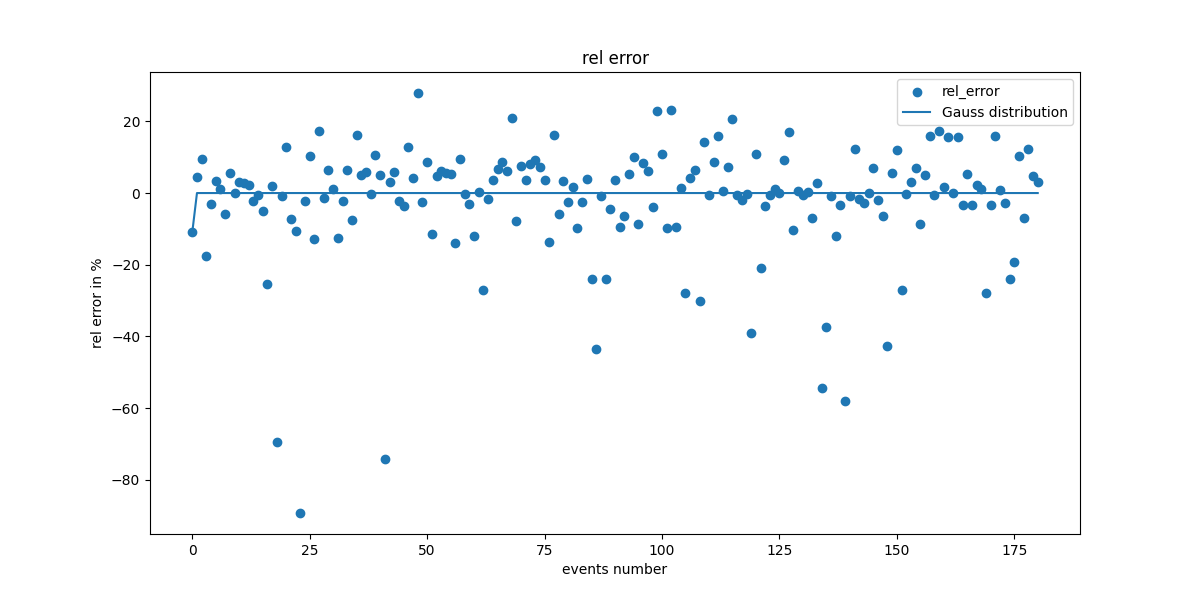 rel error
rel_error
Gauss distribution
rel error in %
20
0
−20
−40
−60
−80
0
25
50
75
100
125
150
175
events number